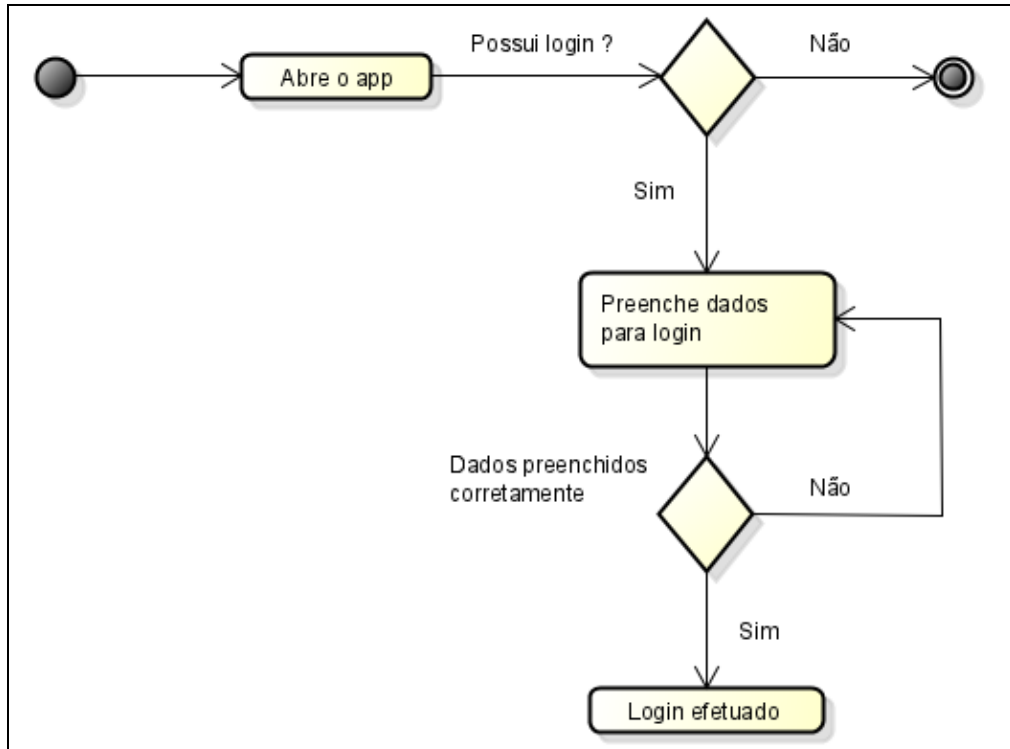 Possui login ?
Não
Abre o app
Sim
Preenche dados
para login
Dados preenchidos
corretamente
Não
Sim
Login efetuado